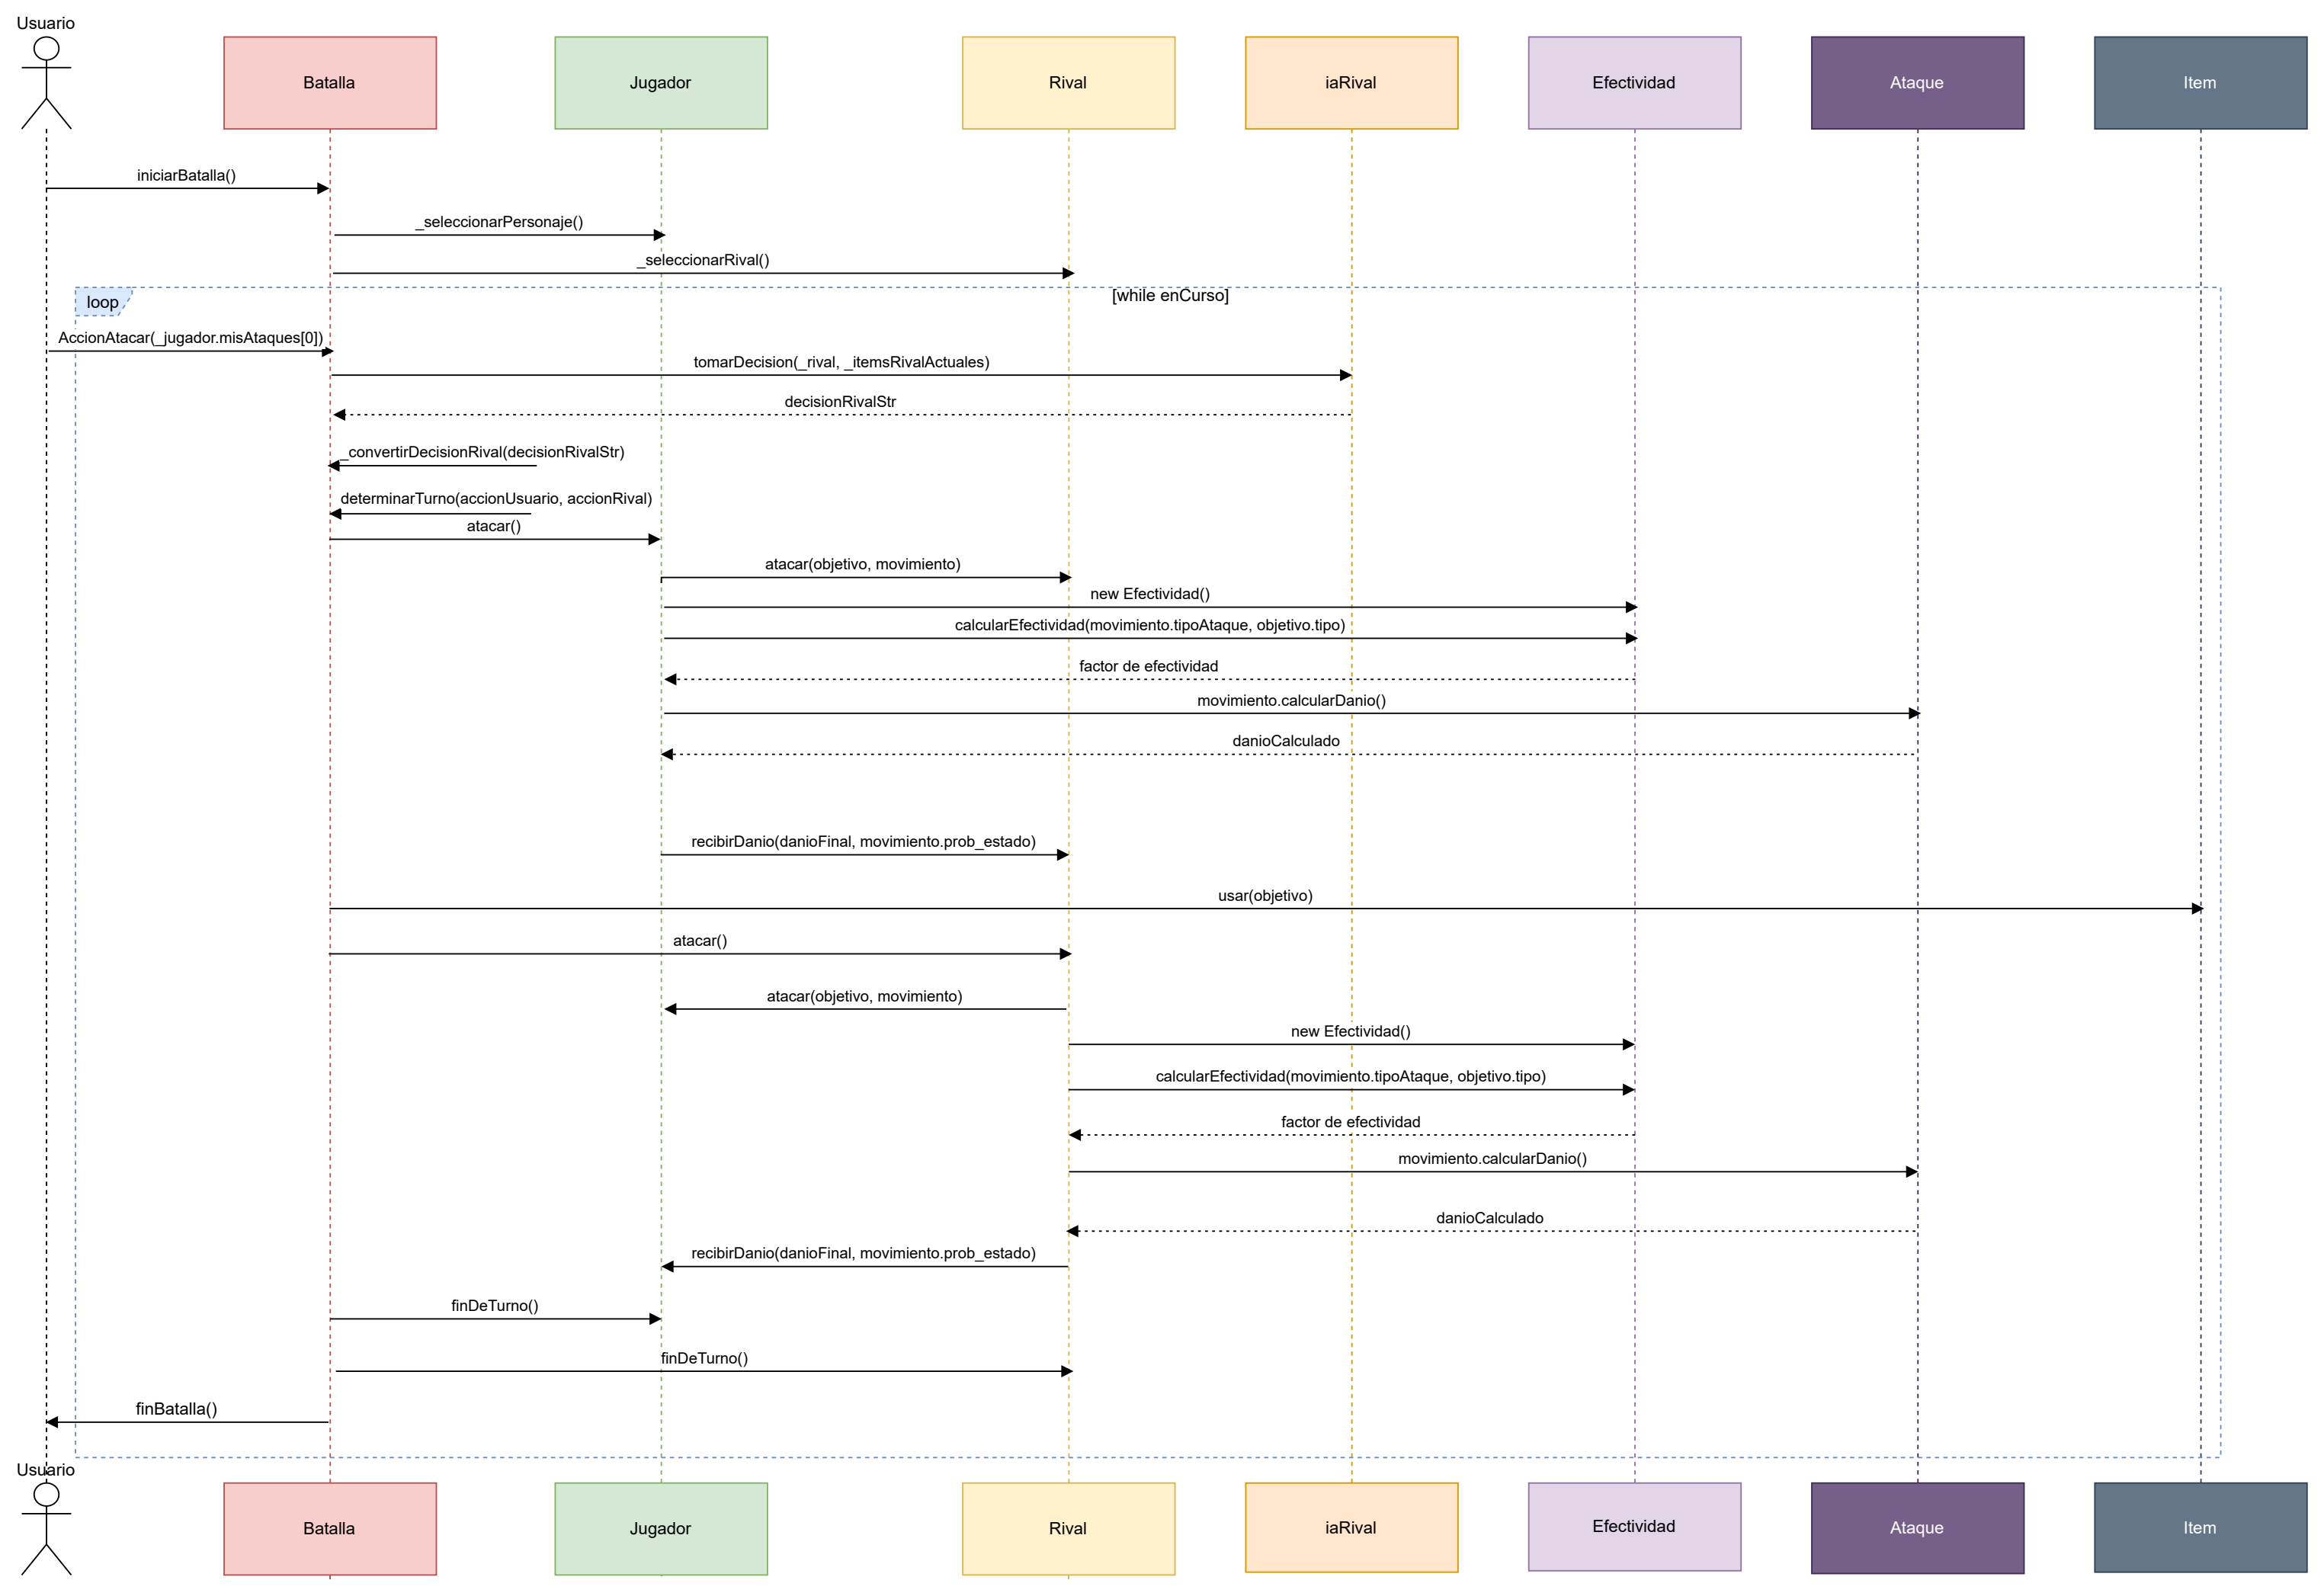 Usuario
Batalla
Jugador
Rival
iaRival
Efectividad
Ataque
Item
iniciarBatalla()
_seleccionarPersonaje()
_seleccionarRival()
loop
[while enCurso]
AccionAtacar(_jugador.misAtaques[0])
tomarDecision(_rival, _itemsRivalActuales)
decisionRivalStr
_convertirDecisionRival(decisionRivalStr)
determinarTurno(accionUsuario, accionRival)
atacar()
atacar(objetivo, movimiento)
new Efectividad()
calcularEfectividad(movimiento.tipoAtaque, objetivo.tipo)
factor de efectividad
movimiento.calcularDanio()
danioCalculado
recibirDanio(danioFinal, movimiento.prob_estado)
usar(objetivo)
atacar()
atacar(objetivo, movimiento)
new Efectividad()
calcularEfectividad(movimiento.tipoAtaque, objetivo.tipo)
factor de efectividad
movimiento.calcularDanio()
danioCalculado
recibirDanio(danioFinal, movimiento.prob_estado)
finDeTurno()
finDeTurno()
finBatalla()
Usuario
Batalla
Jugador
Rival
iaRival
Efectividad
Ataque
Item